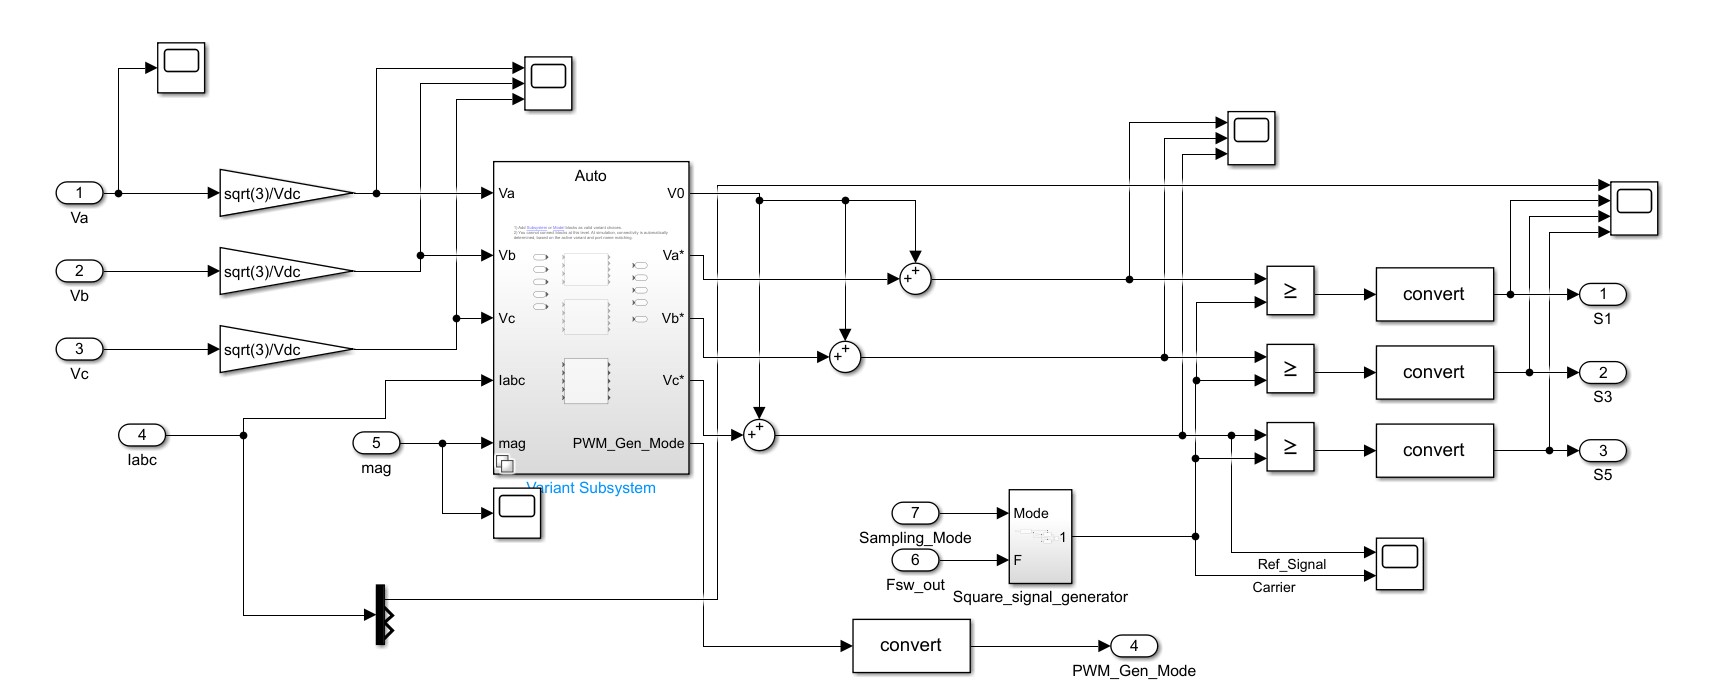 1
Va
sqrt(3)/Vdc
2
Vb
sqrt(3)/Vdc
3
Vc
sqrt(3)/Vdc
4
Iabc
5
mag
Auto
Va
V0
Vb
Va*
Vc
Vb*
Iabc
Vc*
mag
PWM_Gen_Mode
Variant Subsystem
+
+
+
+
+
+
≥
convert
1
S1
≥
convert
2
S3
≥
convert
3
S5
7
Sampling_Mode
6
Fsw_out
Mode
1
F
Square_signal_generator
Ref_Signal
Carrier
convert
4
PWM_Gen_Mode